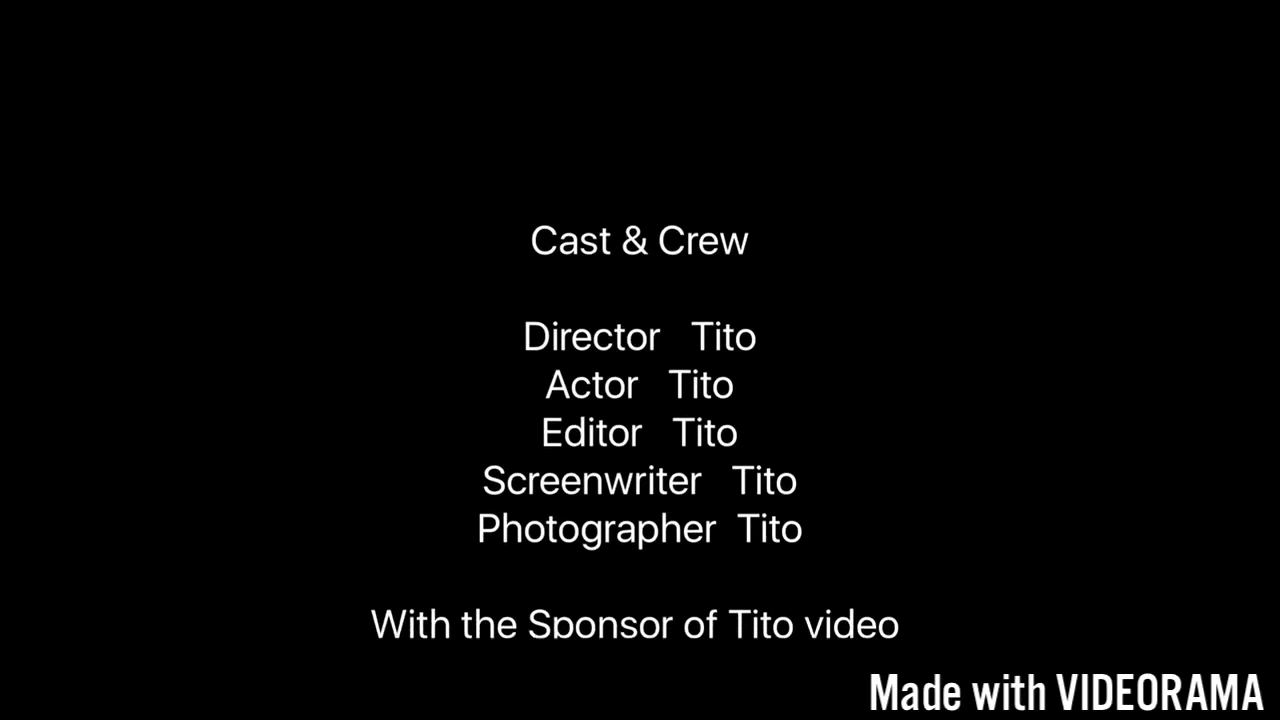 Cast & Crew
Director Tito
Actor Tito
Editor Tito
Screenwriter Tito
Photographer Tito
With the Sponsor of Tito video
Made with VIDEORAMA